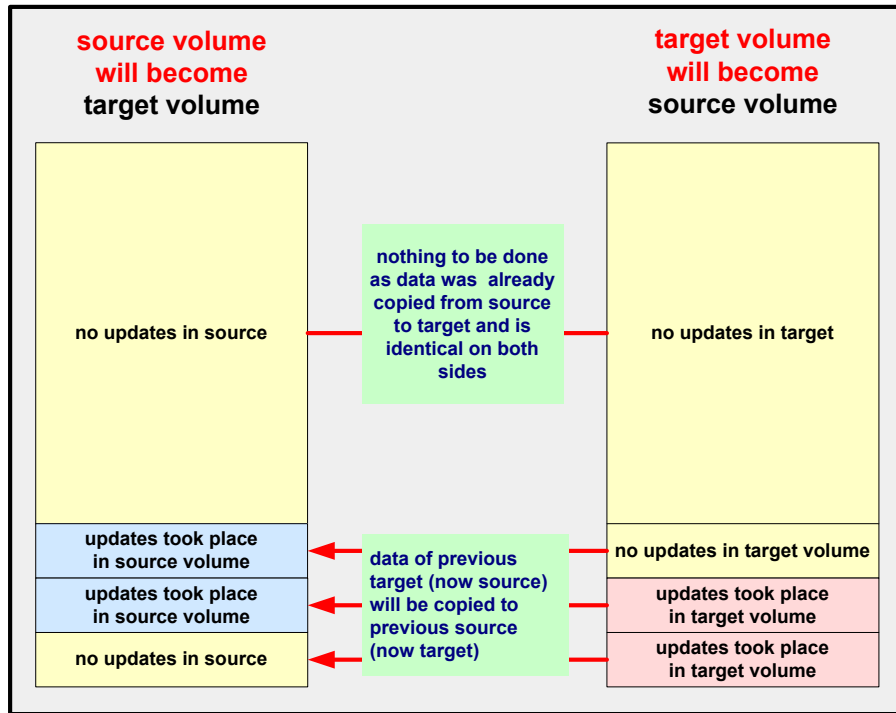 source volume
will become
target volume
target volume
will become
source volume
no updates in source
nothing to be done
as data was already
copied from source
to target and is
identical on both
sides
no updates in target
updates took place
in source volume
no updates in target volume
updates took place
in source volume
data of previous
target (now source)
will be copied to
previous source
(now target)
updates took place
in target volume
no updates in source
updates took place
in target volume